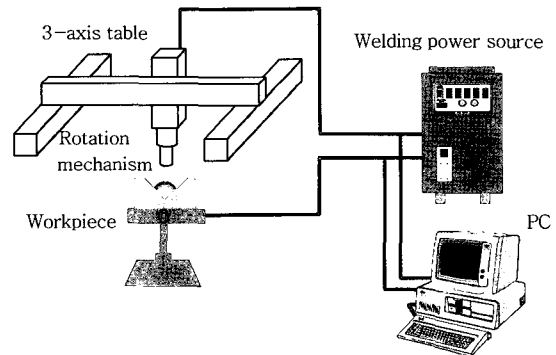 3-axis table
Welding power source
Rotation
mechanism
Workpiece
PC